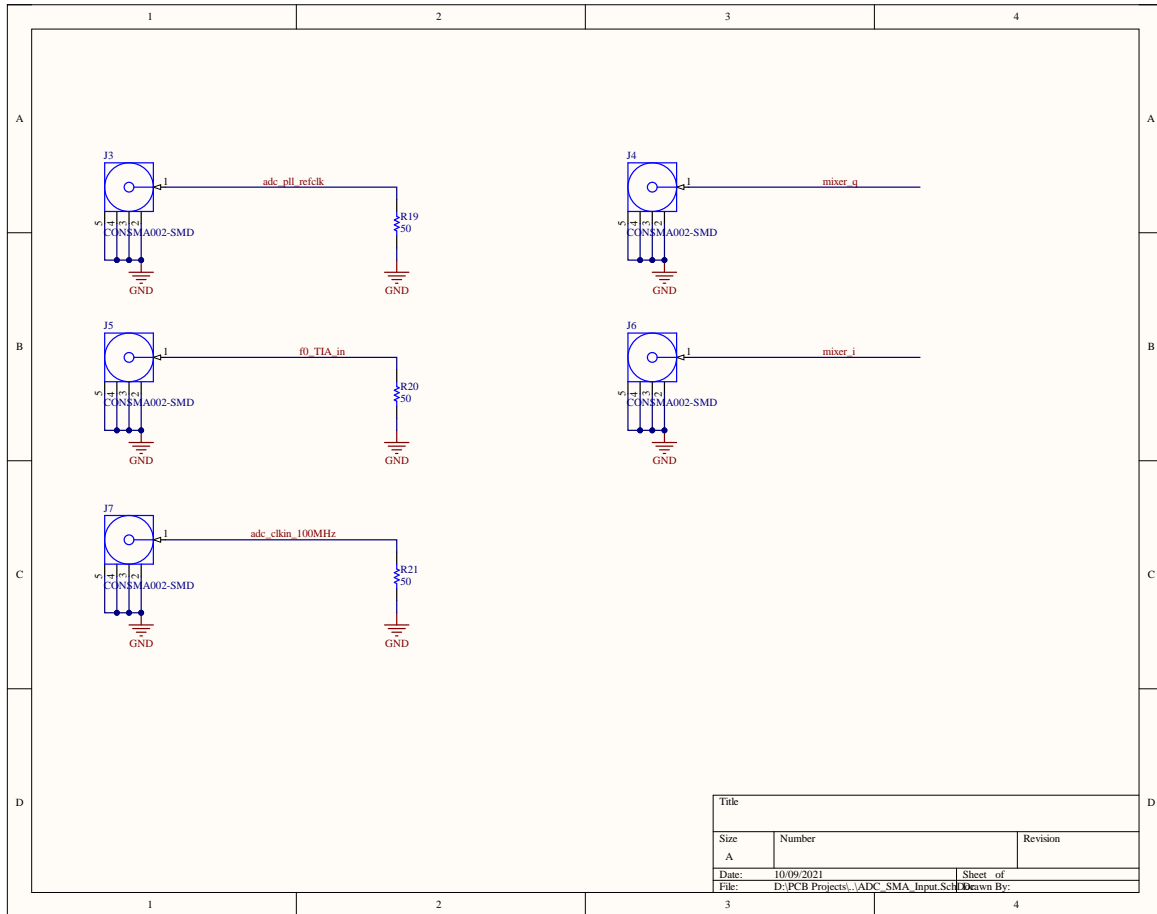 1 2 3 4
A A
J3 J4
1 adc_pll_refclk 1 mixer_q
R19
50
5 4 3 2 5 4 3 2
CONSMA002-SMD CONSMA002-SMD
GND GND GND
J5 J6
B B
1 f0_TIA_in 1 mixer_i
R20
50
5 4 3 2 5 4 3 2
CONSMA002-SMD CONSMA002-SMD
GND GND GND
J7
1 adc_clkin_100MHz
R21
50
C C
5 4 3 2
CONSMA002-SMD
GND GND
D D
Title
Size Number Revision
A
Date: 10/09/2021 Sheet of
File: D:\PCB Projects\..\ADC_SMA_Input.SchDoc Drawn By:
1 2 3 4